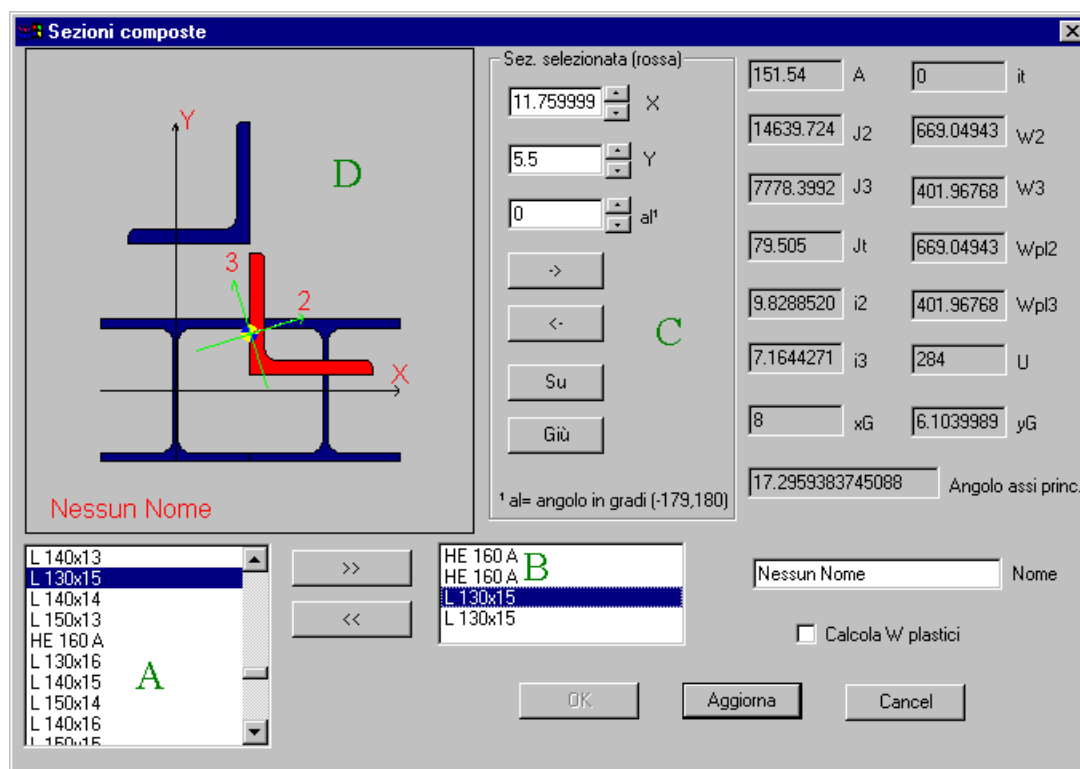 Sezioni composte
Y
D
3
2
X
Nessun Nome
Sez. selezionata (rossa)
11.759999 X
5.5 Y
0 al¹
->
<-
C
Su
Giù
¹ al= angolo in gradi (-179,180)
151.54 A 0 it
14639.724 J2 669.04943 W2
7778.3992 J3 401.96768 W3
79.505 Jt 669.04943 Wpl2
9.8288520 i2 401.96768 Wpl3
7.1644271 i3 284 U
8 xG 6.1039989 yG
17.2959383745088 Angolo assi princ.
L 140x13
L 130x15
L 140x14
L 150x13
HE 160 A
L 130x16
L 140x15
L 150x14
L 140x16
L 150x15
A
>>
<<
HE 160 A
HE 160 A
L 130x15
L 130x15
B
Nessun Nome Nome
Calcola W plastici
OK Aggiorna Cancel